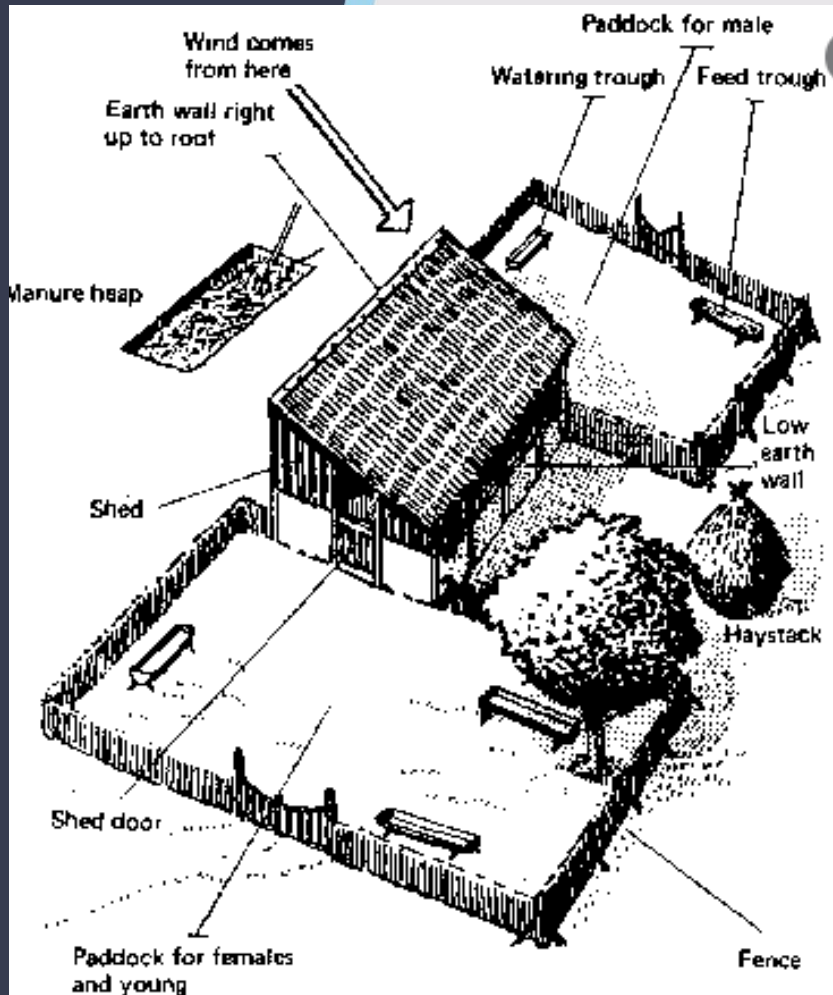 Paddock for male
Wind comes
from here
Watering trough
Feed trough
Earth wall right
up to roof
Manure heap
Low
earth
wall
Shed
Haystack
Shed door
Paddock for females
and young
Fence